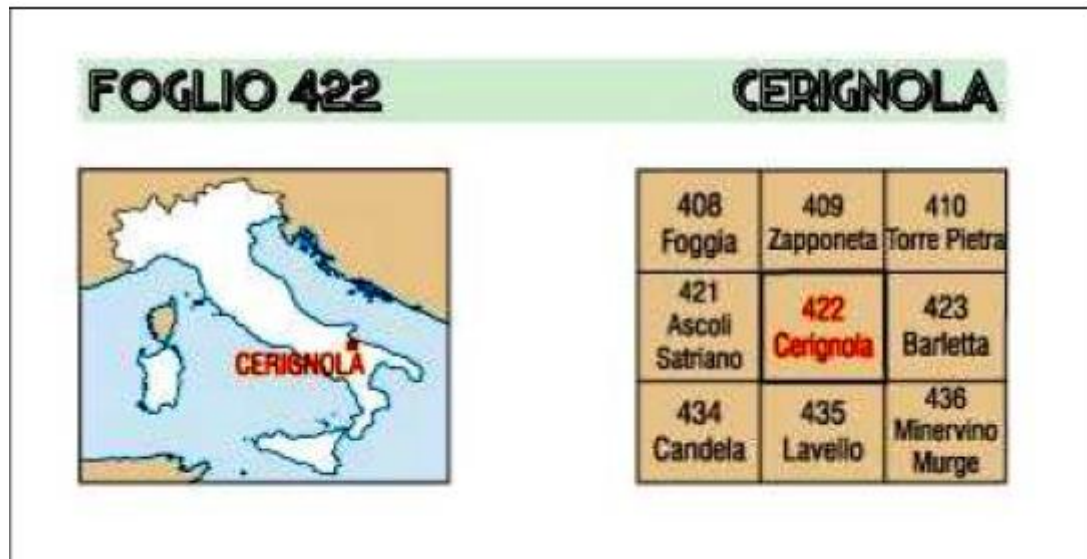 FOGLIO 422
CERIGNOLA
CERIGNOLA
408
Foggia
409
Zapponeta
410
Torre Pietra
421
Ascoli
Satriano
422
Cerignola
423
Barletta
434
Candela
435
Lavello
436
Minervino
Murge